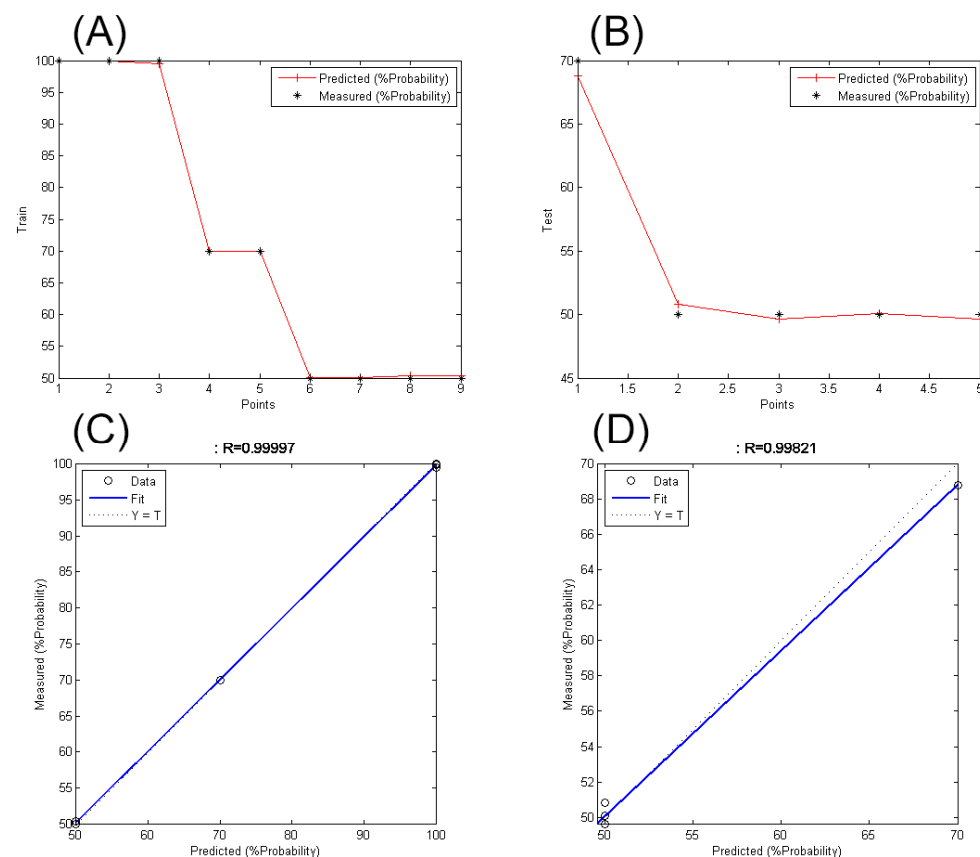 (A)
100
95
90
85
80
75
70
65
60
55
50
Train
Predicted (%Probability)
Measured (%Probability)
1 2 3 4 5 6 7 8 9
Points
(B)
70
65
60
55
50
45
Test
Predicted (%Probability)
Measured (%Probability)
1 1.5 2 2.5 3 3.5 4 4.5 5
Points
(C)
: R=0.99997
100
95
90
85
80
75
70
65
60
55
50
Measured (%Probability)
Data
Fit
Y = T
50 60 70 80 90 100
Predicted (%Probability)
(D)
: R=0.99821
70
68
66
64
62
60
58
56
54
52
50
Measured (%Probability)
Data
Fit
Y = T
50 55 60 65 70
Predicted (%Probability)